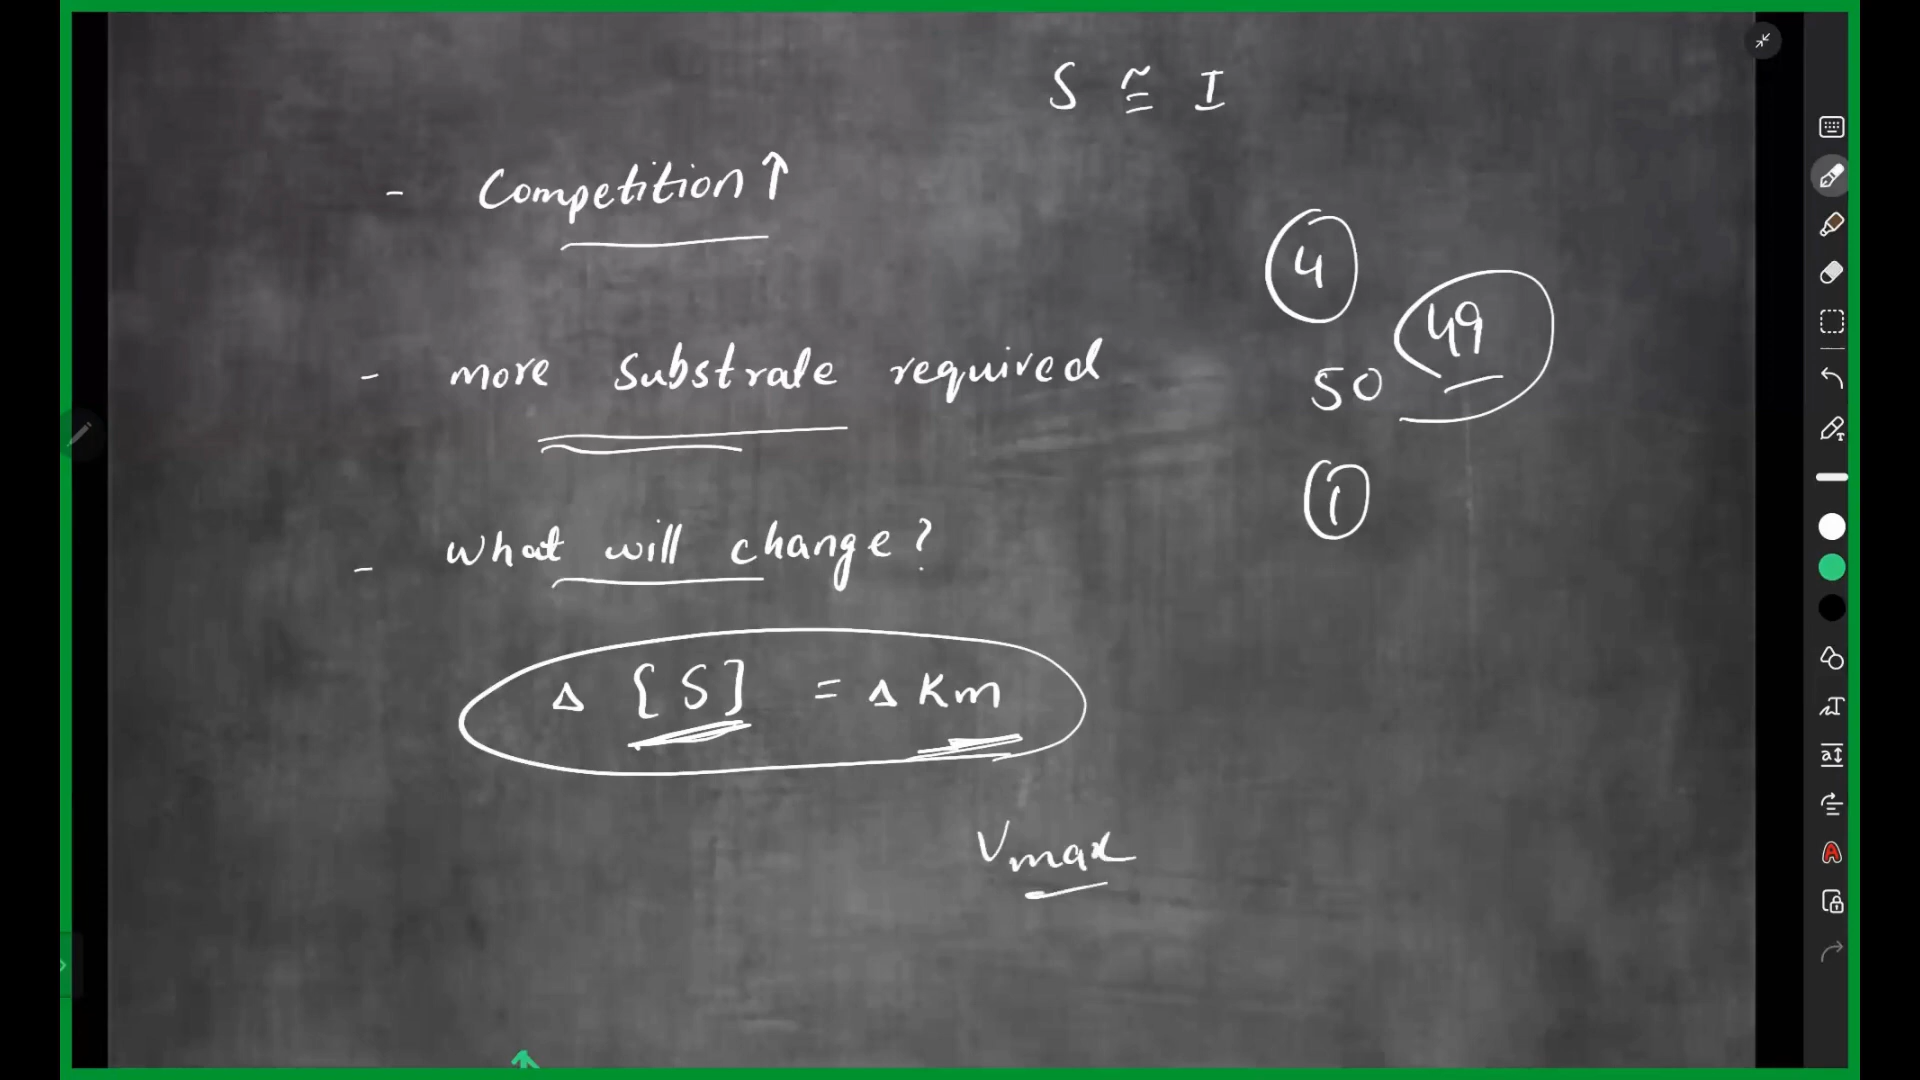 S ≅ I
- Competition ↑
4
49
- more substrate required
50
1
- what will change?
Δ [S] = Δ Km
Vmax